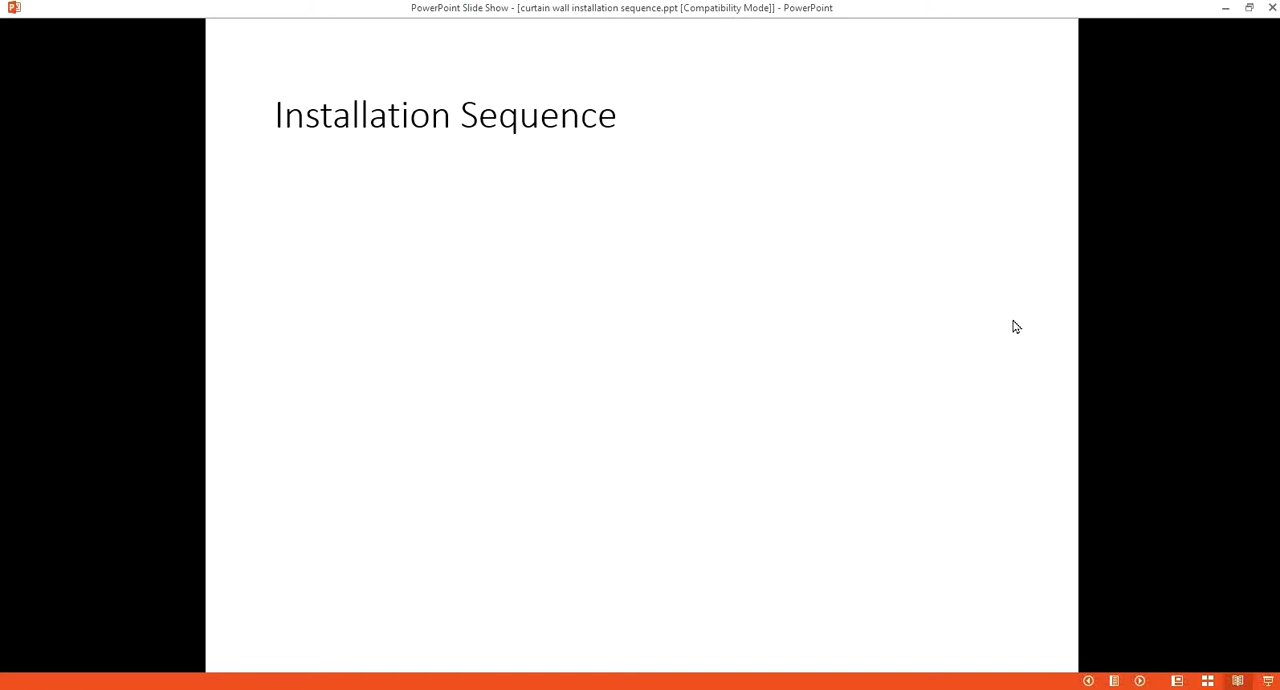 PowerPoint Slide Show - [curtain wall installation sequence.ppt [Compatibility Mode]] - PowerPoint
Installation Sequence